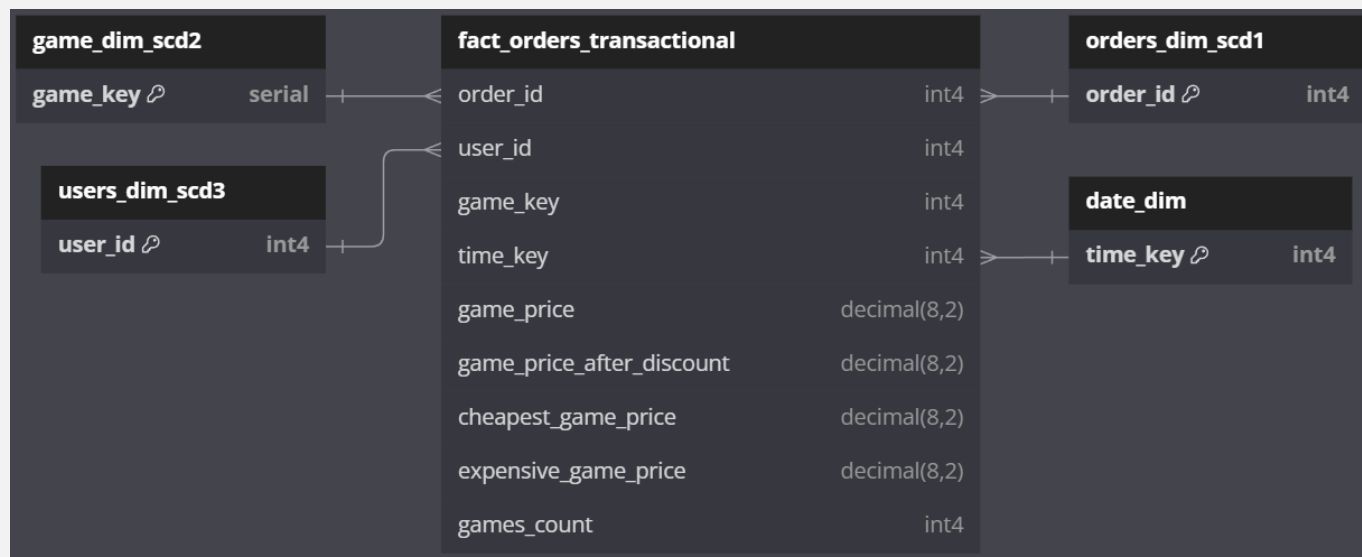 game_dim_scd2
game_key serial
users_dim_scd3
user_id int4
fact_orders_transactional
order_id int4
user_id int4
game_key int4
time_key int4
game_price decimal(8,2)
game_price_after_discount decimal(8,2)
cheapest_game_price decimal(8,2)
expensive_game_price decimal(8,2)
games_count int4
orders_dim_scd1
order_id int4
date_dim
time_key int4